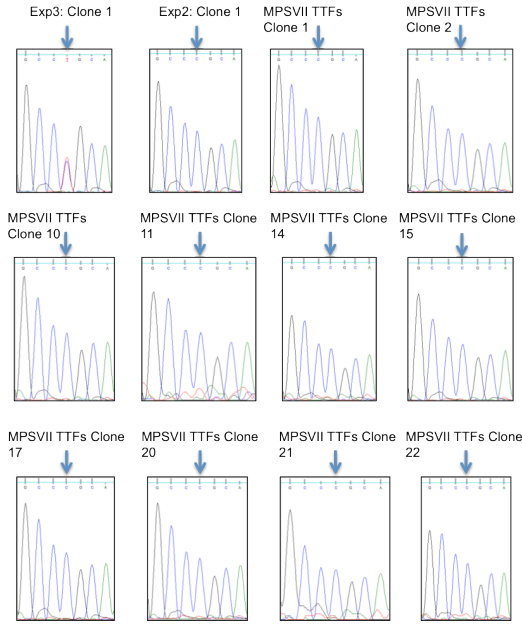 Exp3: Clone 1
Exp2: Clone 1
MPSVII TTFs
Clone 1
MPSVII TTFs
Clone 2
G C C T G C A
G C C C G C A
G C C C G C A
G C C C G C A
MPSVII TTFs
Clone 10
MPSVII TTFs Clone
11
MPSVII TTFs Clone
14
MPSVII TTFs Clone
15
G C C C G C A
G C C C G C A
G C C C G C A
G C C C G C A
MPSVII TTFs Clone
17
MPSVII TTFs Clone
20
MPSVII TTFs Clone
21
MPSVII TTFs Clone
22
G C C C G C A
G C C C G C A
G C C C G C A
G C C C G C A